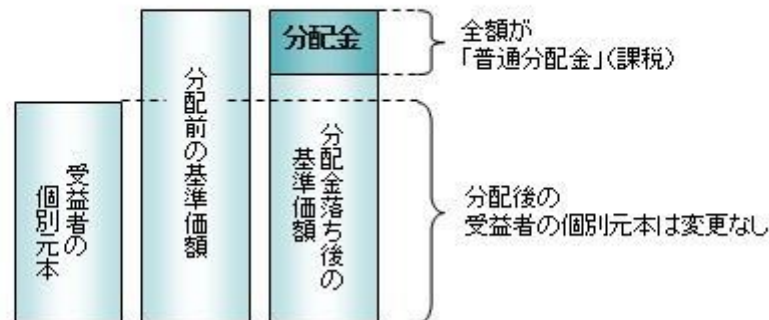 受益者の
個別元本
分配前の基準価額
分配金
分配金落ち後の
基準価額
全額が
「普通分配金」(課税)
分配後の
受益者の個別元本は変更なし